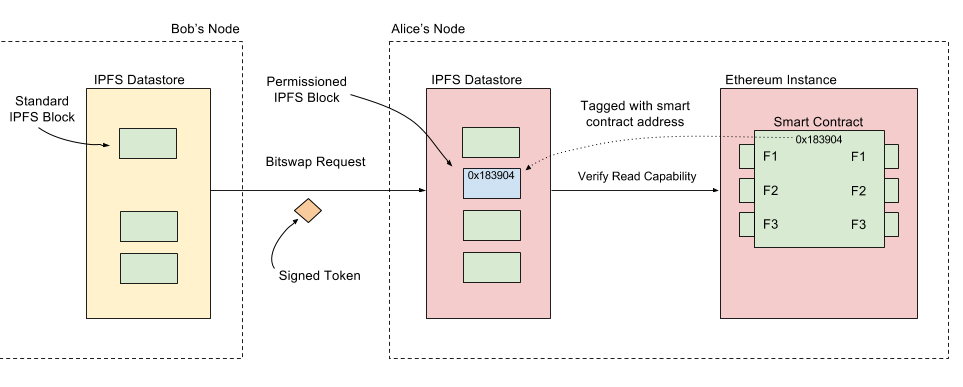 Bob's Node
Alice's Node
IPFS Datastore
Standard
IPFS Block
Permissioned
IPFS Block
Bitswap Request
Signed Token
IPFS Datastore
0x183904
Tagged with smart
contract address
Verify Read Capability
Ethereum Instance
Smart Contract
0x183904
F1 F1
F2 F2
F3 F3